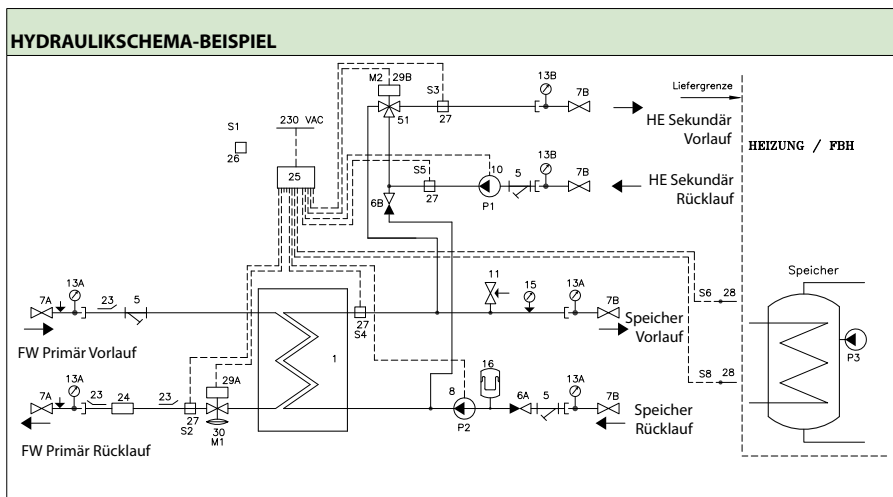 HYDRAULIKSCHEMA-BEISPIEL
M2 29B
S3
13B
7B
Liefergrenze
51
27
HE Sekundär
Vorlauf
HEIZUNG / FBH
S1
26
230 VAC
25
S5
27
10
P1
5
13B
7B
HE Sekundär
Rücklauf
6B
7A
13A
23
5
FW Primär Vorlauf
1
27
S4
11
15
13A
7B
Speicher
Vorlauf
S6
28
Speicher
P3
7A
13A
23
24
23
27
S2
29A
30
M1
FW Primär Rücklauf
8
P2
16
6A
5
13A
7B
Speicher
Rücklauf
S8
28